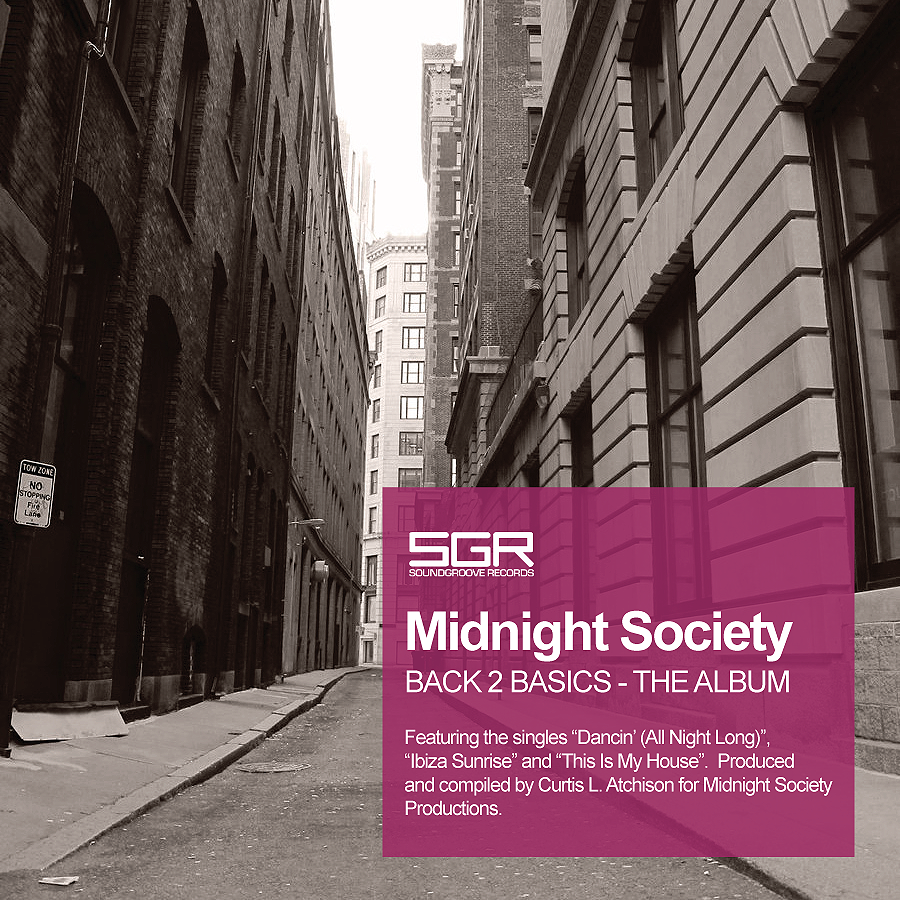 TOW ZONE
NO
STOPPING
Fire
Lane
SGR
SOUNDGROOVE RECORDS
Midnight Society
BACK 2 BASICS - THE ALBUM
Featuring the singles “Dancin’ (All Night Long)”,
“Ibiza Sunrise” and “This Is My House”.  Produced
and compiled by Curtis L. Atchison for Midnight Society
Productions.